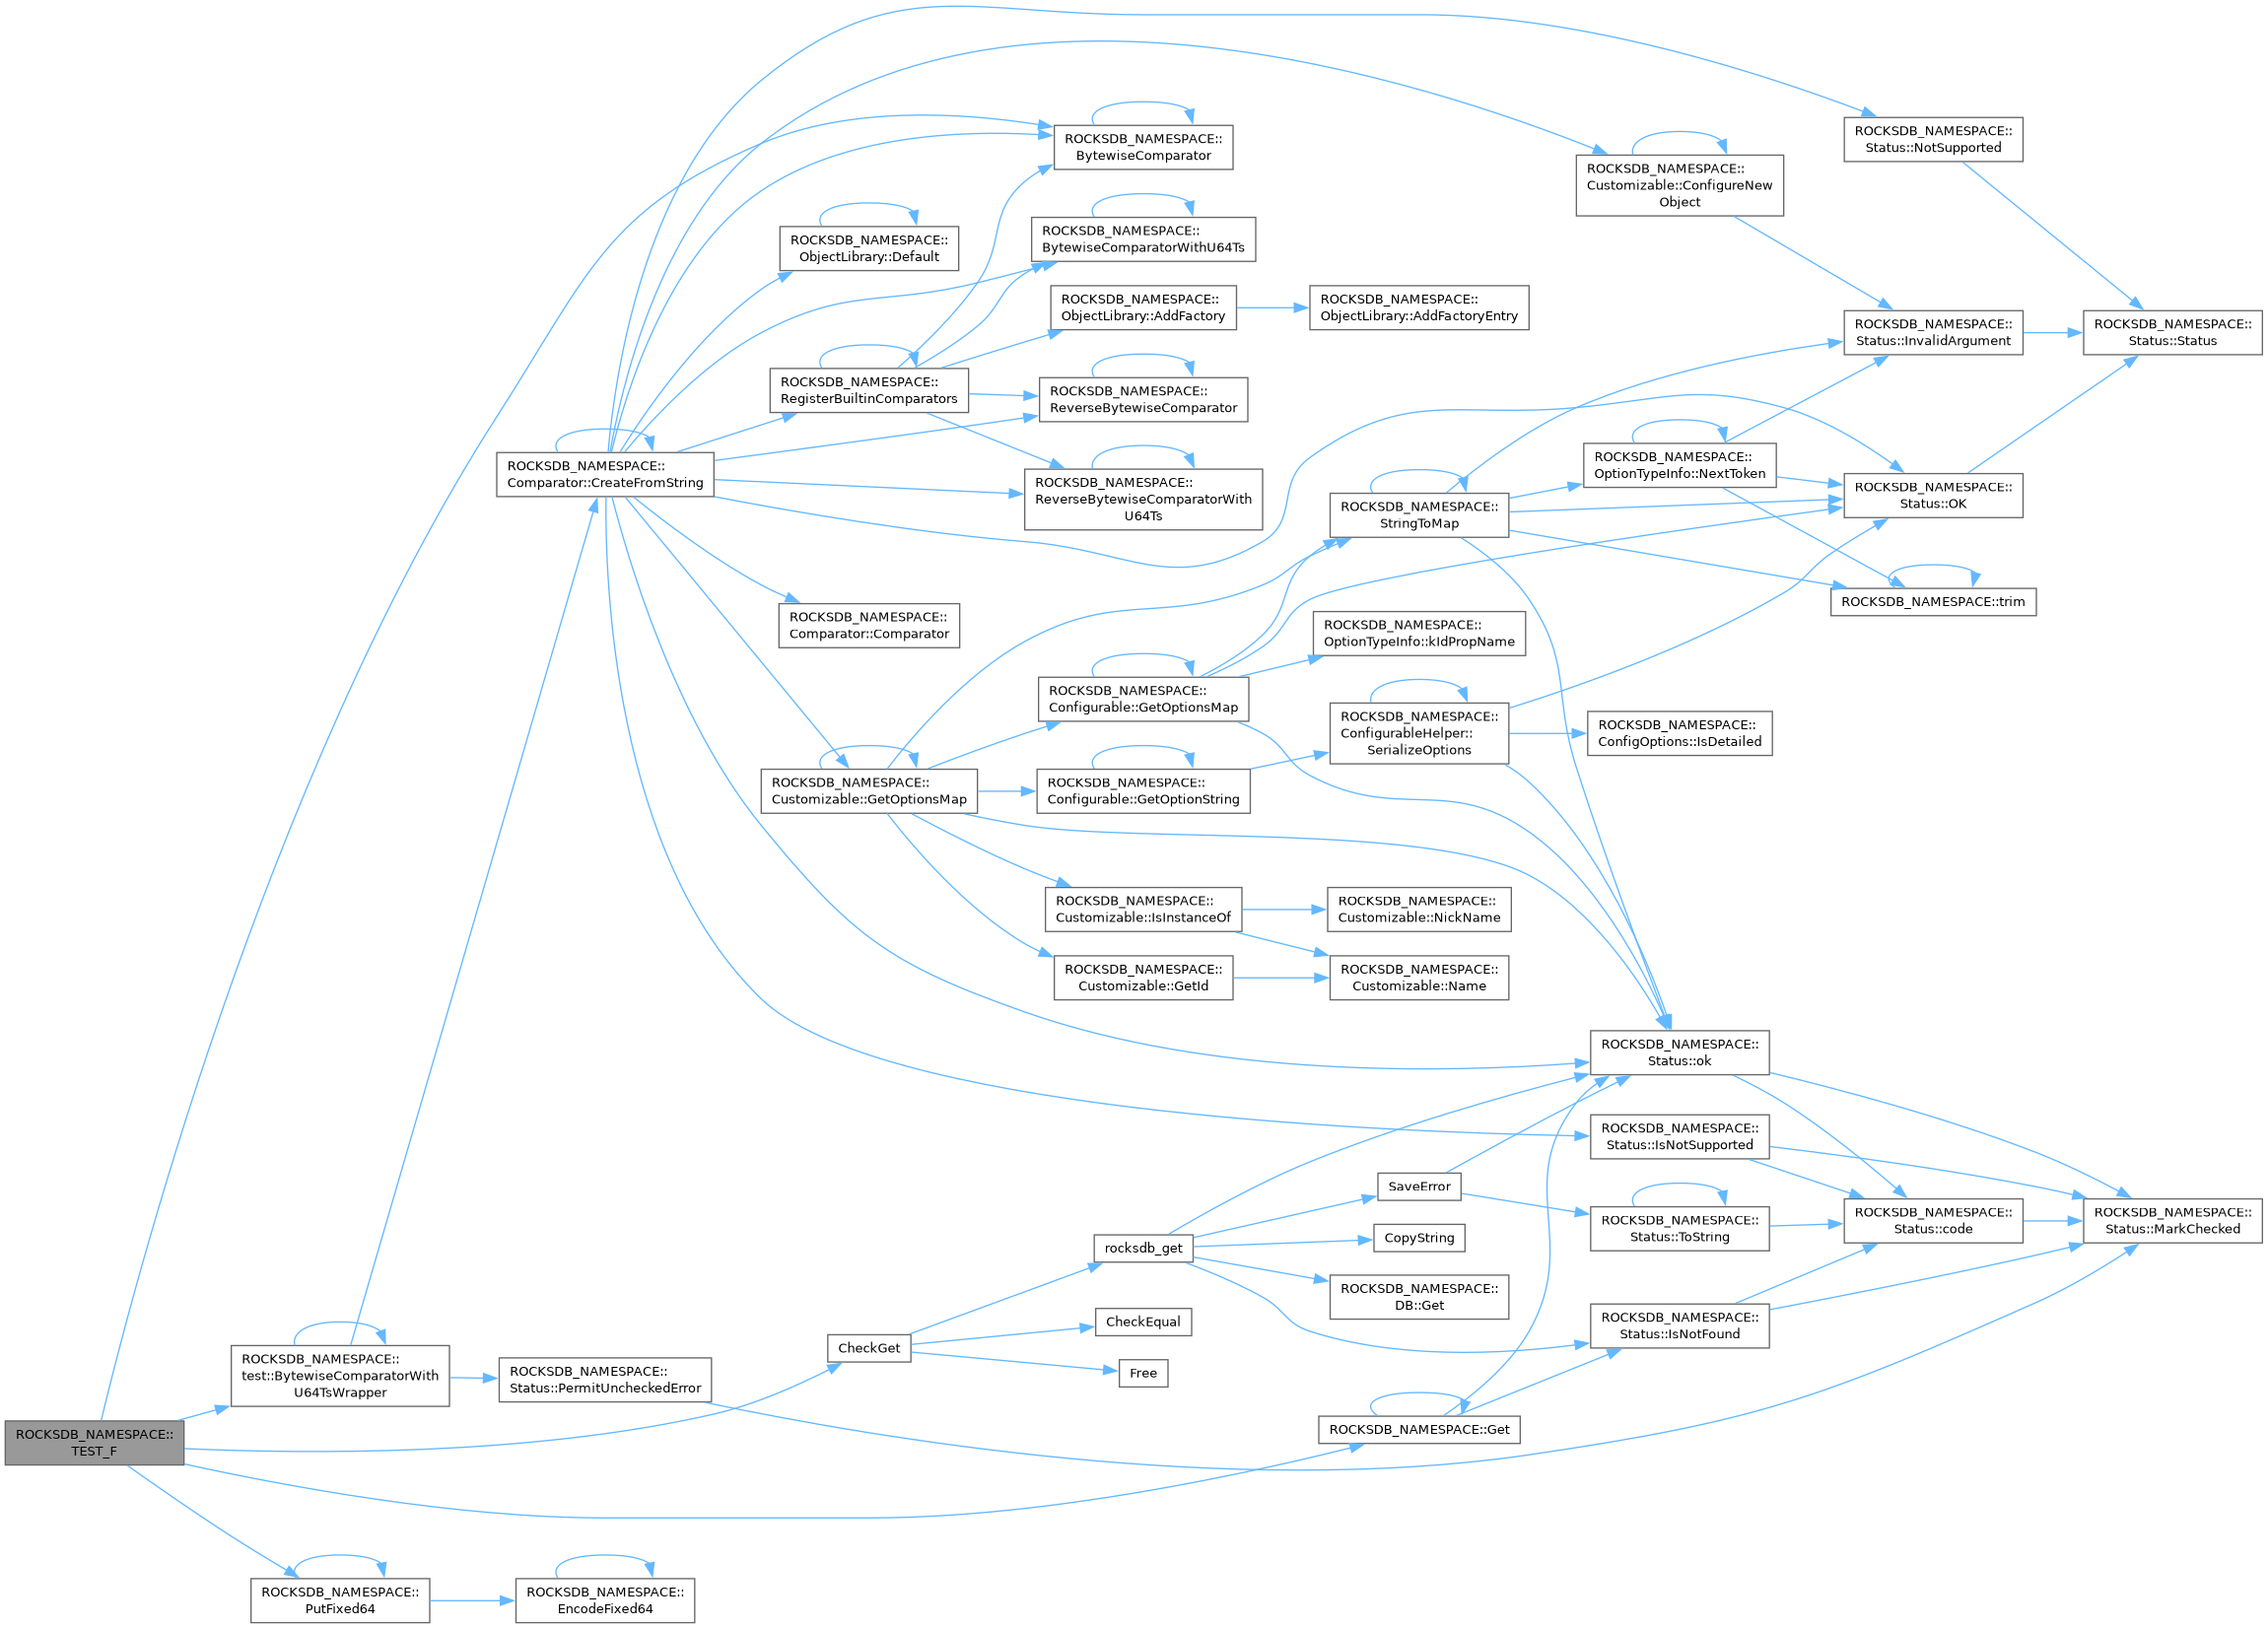 ROCKSDB_NAMESPACE::
TEST_F
ROCKSDB_NAMESPACE::
BytewiseComparator
ROCKSDB_NAMESPACE::
test::BytewiseComparatorWith
U64TsWrapper
ROCKSDB_NAMESPACE::
Comparator::CreateFromString
ROCKSDB_NAMESPACE::
Status::PermitUncheckedError
ROCKSDB_NAMESPACE::
ObjectLibrary::Default
ROCKSDB_NAMESPACE::
BytewiseComparatorWithU64Ts
ROCKSDB_NAMESPACE::
RegisterBuiltinComparators
ROCKSDB_NAMESPACE::
ObjectLibrary::AddFactory
ROCKSDB_NAMESPACE::
ObjectLibrary::AddFactoryEntry
ROCKSDB_NAMESPACE::
ReverseBytewiseComparator
ROCKSDB_NAMESPACE::
ReverseBytewiseComparatorWith
U64Ts
ROCKSDB_NAMESPACE::
Comparator::Comparator
ROCKSDB_NAMESPACE::
Customizable::GetOptionsMap
ROCKSDB_NAMESPACE::
Configurable::GetOptionsMap
ROCKSDB_NAMESPACE::
Configurable::GetOptionString
ROCKSDB_NAMESPACE::
Customizable::IsInstanceOf
ROCKSDB_NAMESPACE::
Customizable::GetId
ROCKSDB_NAMESPACE::
StringToMap
ROCKSDB_NAMESPACE::
OptionTypeInfo::kIdPropName
ROCKSDB_NAMESPACE::
ConfigurableHelper::
SerializeOptions
ROCKSDB_NAMESPACE::
Customizable::NickName
ROCKSDB_NAMESPACE::
Customizable::Name
ROCKSDB_NAMESPACE::
Status::NotSupported
ROCKSDB_NAMESPACE::
Customizable::ConfigureNew
Object
ROCKSDB_NAMESPACE::
Status::InvalidArgument
ROCKSDB_NAMESPACE::
Status::Status
ROCKSDB_NAMESPACE::
OptionTypeInfo::NextToken
ROCKSDB_NAMESPACE::
Status::OK
ROCKSDB_NAMESPACE::trim
ROCKSDB_NAMESPACE::
ConfigOptions::IsDetailed
ROCKSDB_NAMESPACE::
Status::ok
ROCKSDB_NAMESPACE::
Status::IsNotSupported
ROCKSDB_NAMESPACE::
Status::ToString
ROCKSDB_NAMESPACE::
Status::code
ROCKSDB_NAMESPACE::
Status::MarkChecked
ROCKSDB_NAMESPACE::
Status::IsNotFound
CheckGet
rocksdb_get
CheckEqual
Free
SaveError
CopyString
ROCKSDB_NAMESPACE::
DB::Get
ROCKSDB_NAMESPACE::Get
ROCKSDB_NAMESPACE::
PutFixed64
ROCKSDB_NAMESPACE::
EncodeFixed64